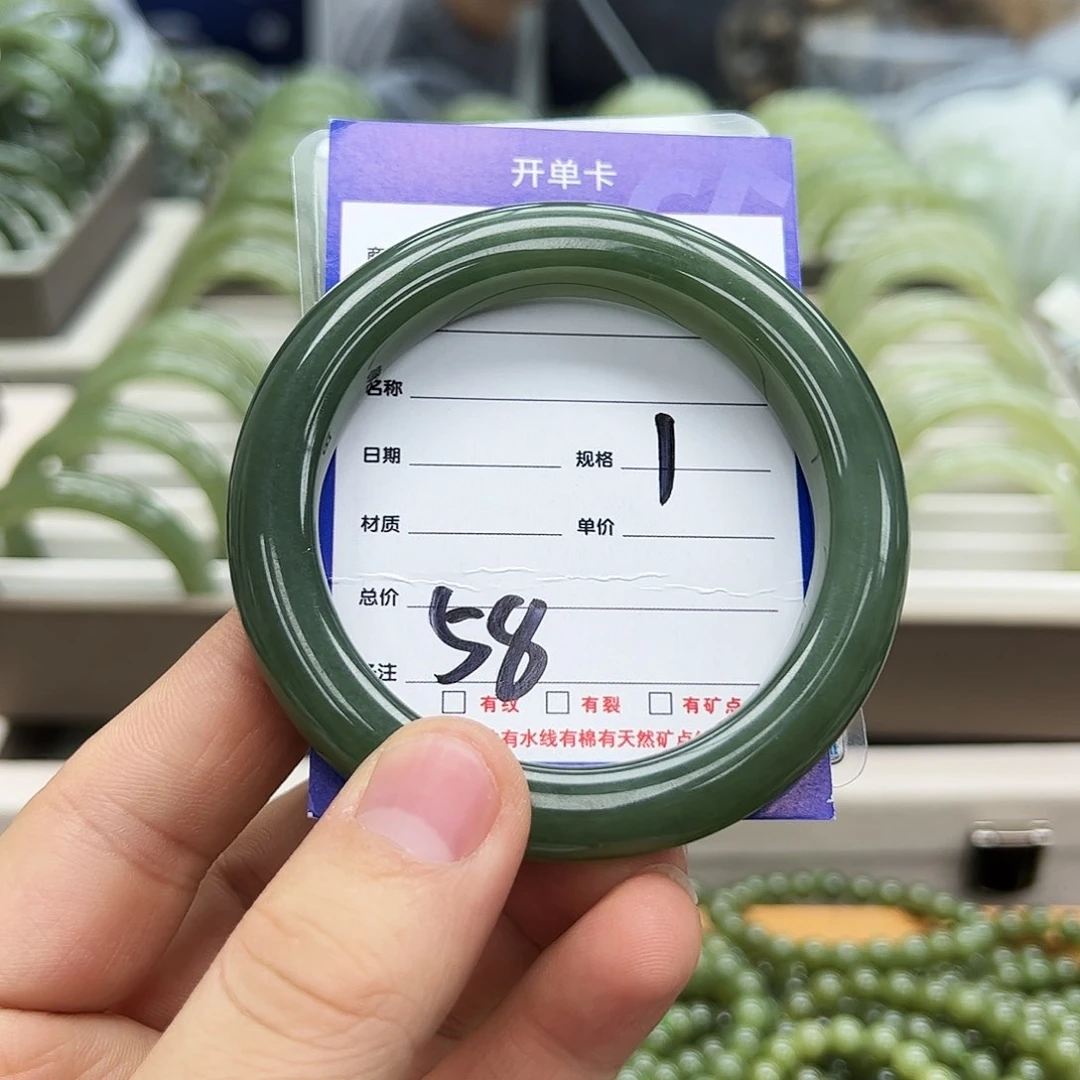 开单卡
商
名称
日期 规格 1
材质 单价
总价
58
注
有纹 有裂 有矿点
有水线有棉有天然矿点